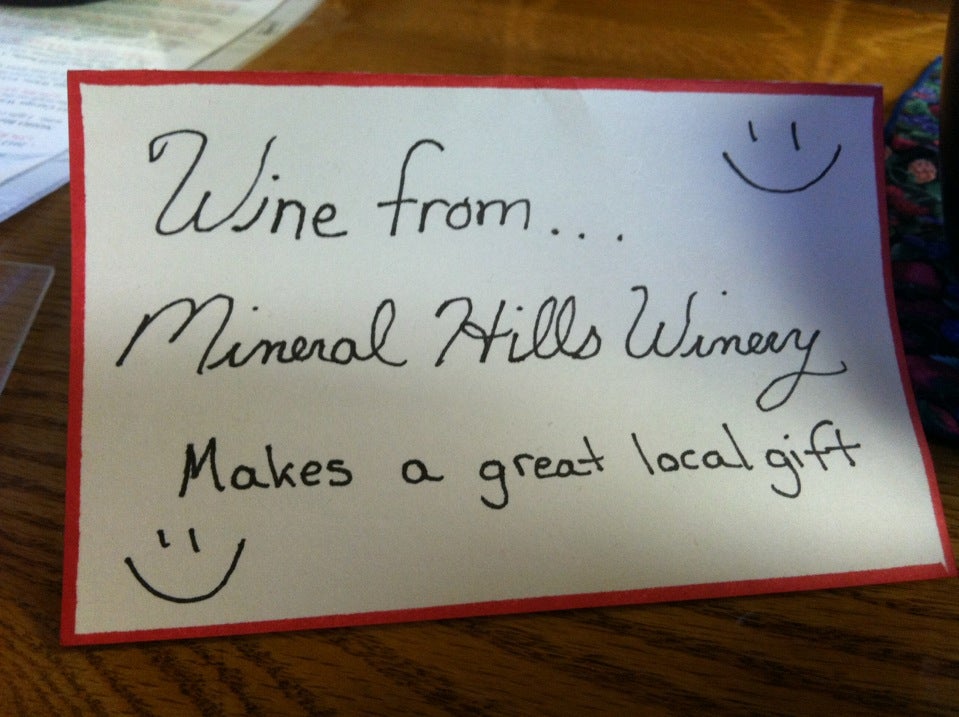 Wine from...
Mineral Hills Winery
Makes a great local gift